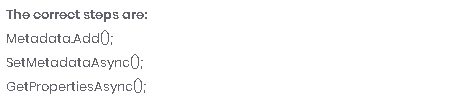 The correct steps are:
Metadata.Add();
SetMetadataAsync();
GetPropertiesAsync();